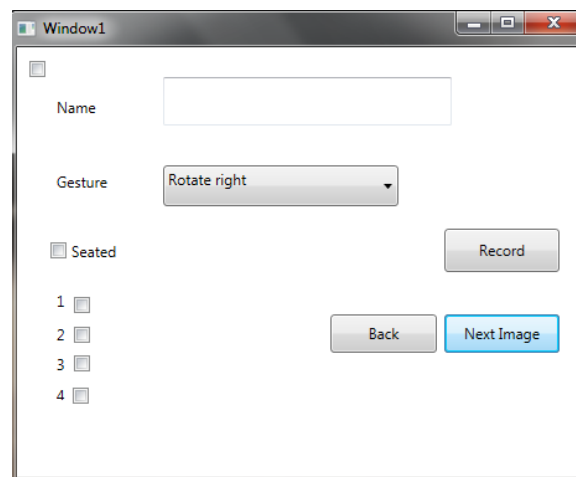 Window1
Name
Gesture
Rotate right
Seated
Record
1
2
Back
Next Image
3
4